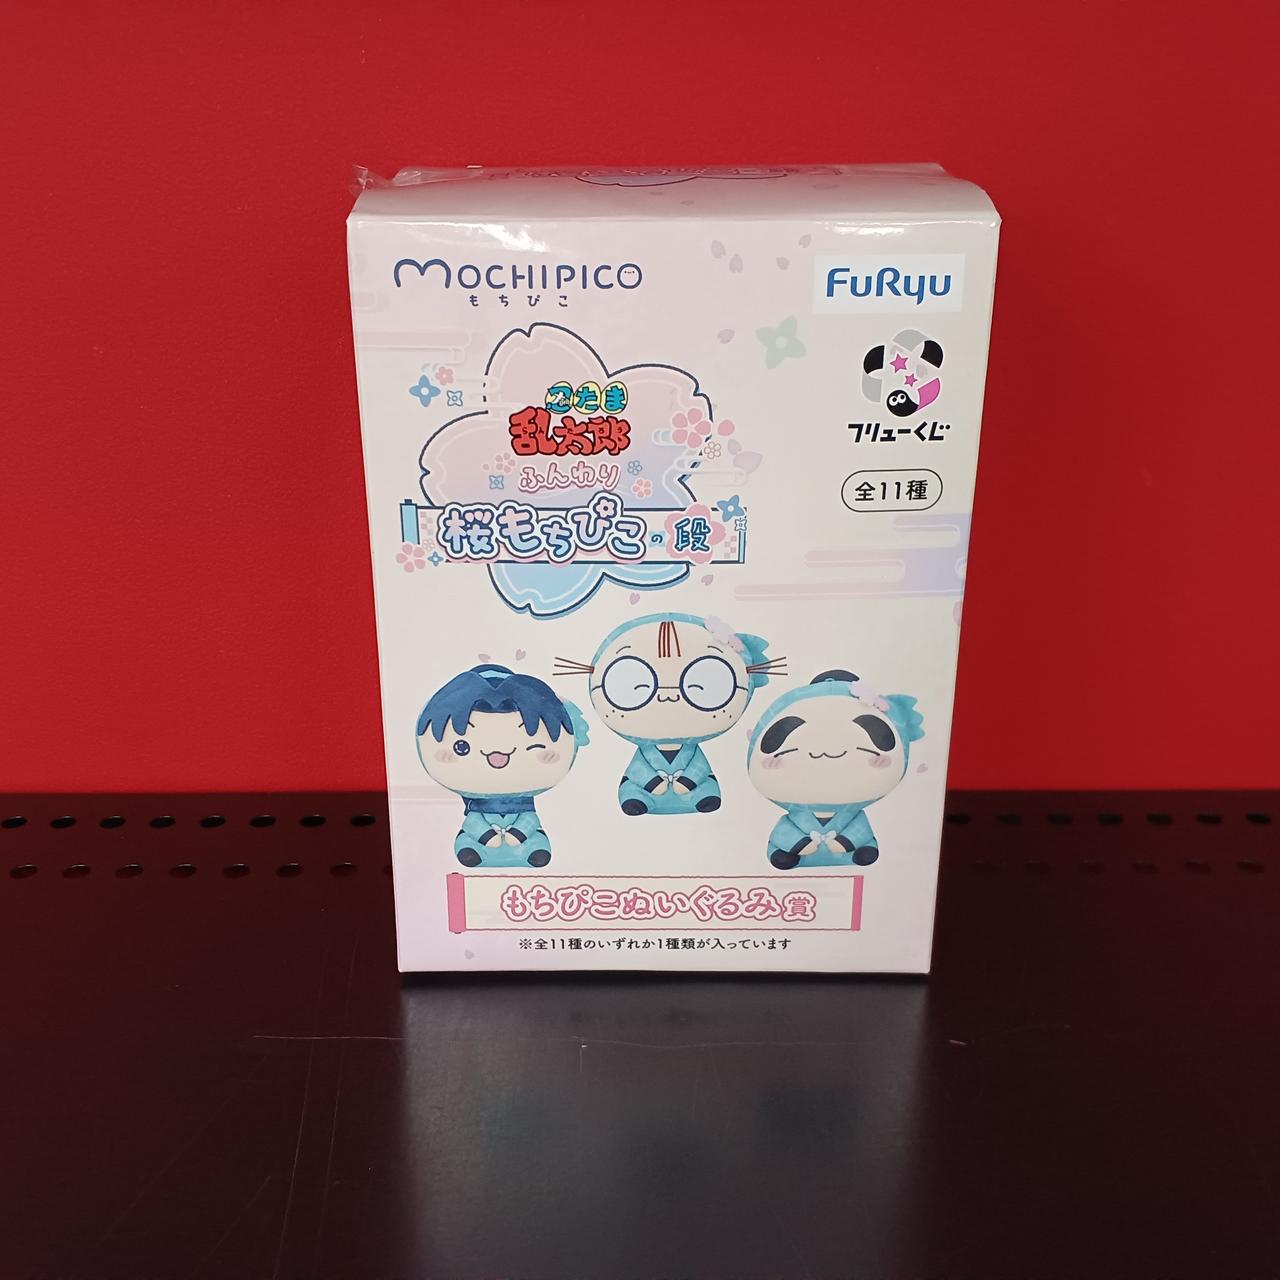 MOCHIPICO
もちぴこ
FuRyu
フリューくじ
全11種
忍たま
乱太郎
ふんわり
桜もちぴこの段
もちぴこぬいぐるみ賞
※全11種のいずれか1種類が入っています